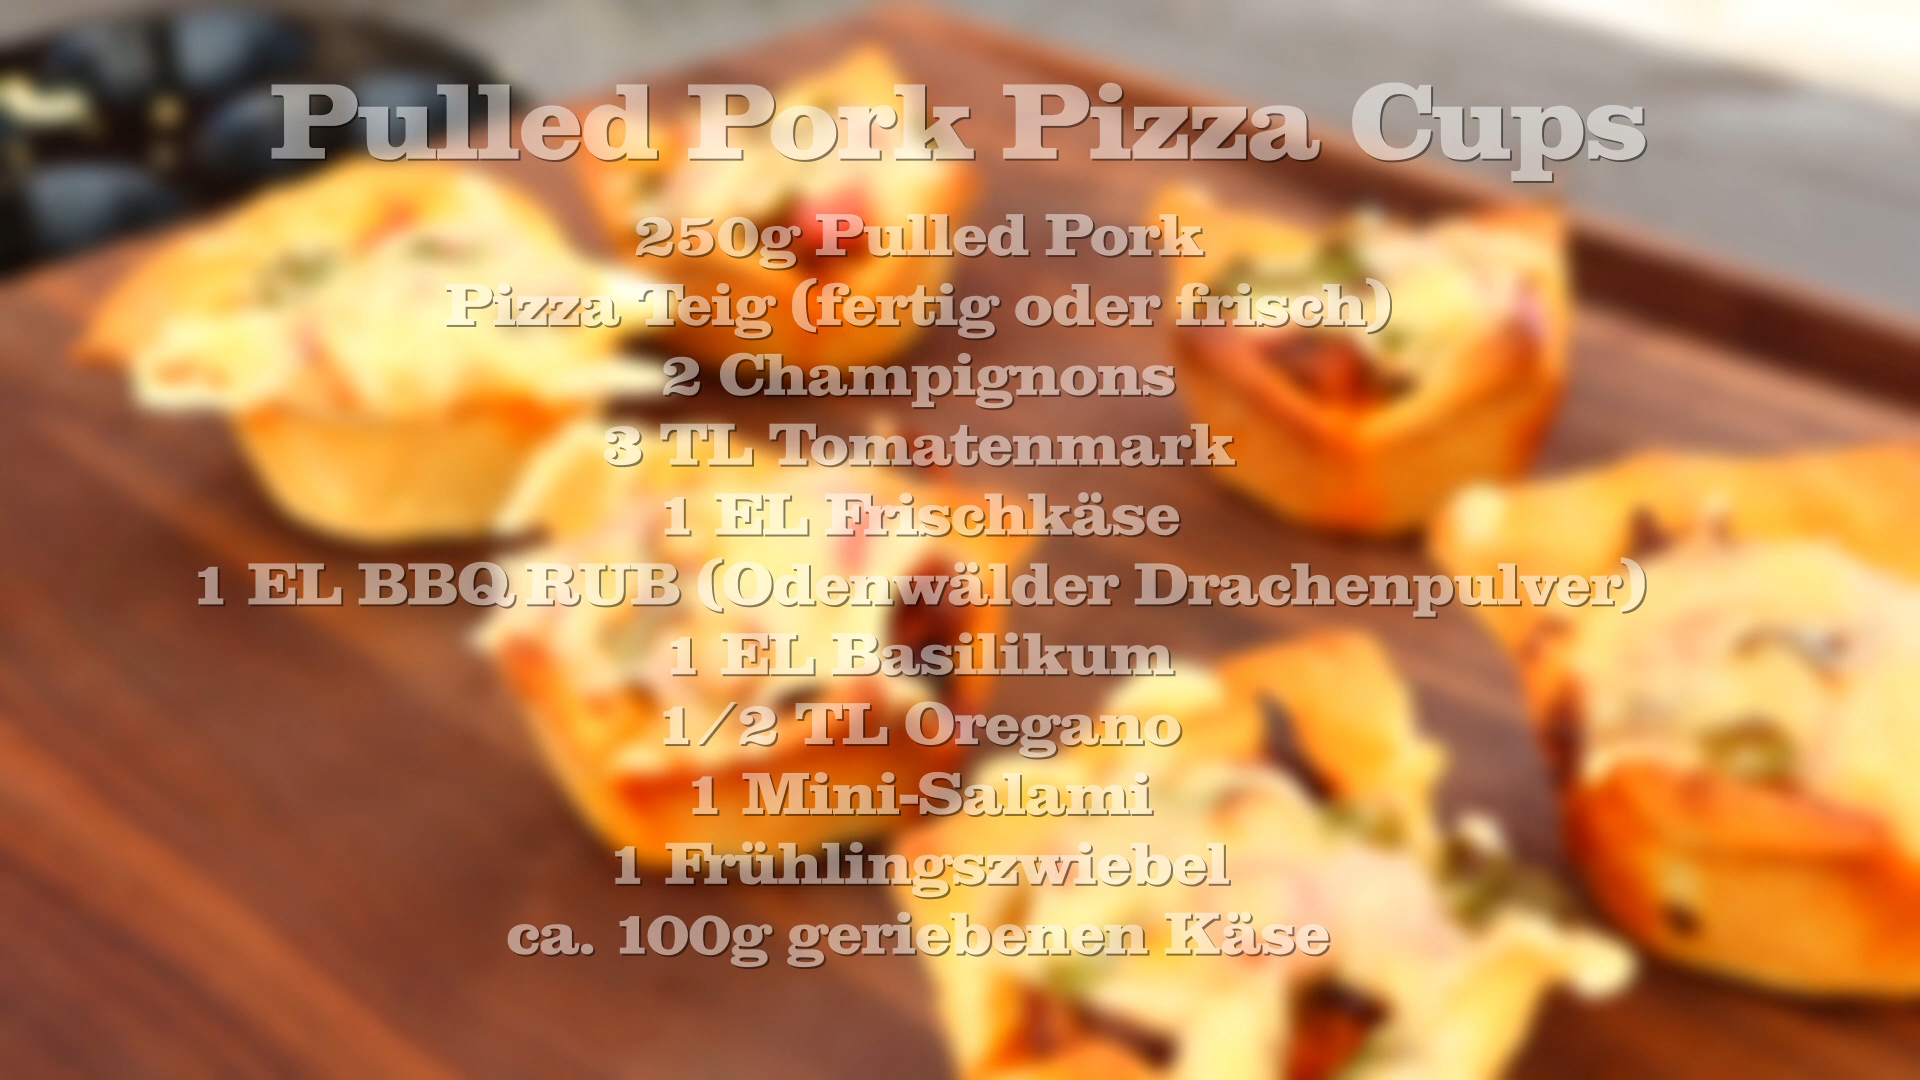 Pulled Pork Pizza Cups
250g Pulled Pork
Pizza Teig (fertig oder frisch)
2 Champignons
3 TL Tomatenmark
1 EL Frischkäse
1 EL BBQ RUB (Odenwälder Drachenpulver)
1 EL Basilikum
1/2 TL Oregano
1 Mini-Salami
1 Frühlingszwiebel
ca. 100g geriebenen Käse